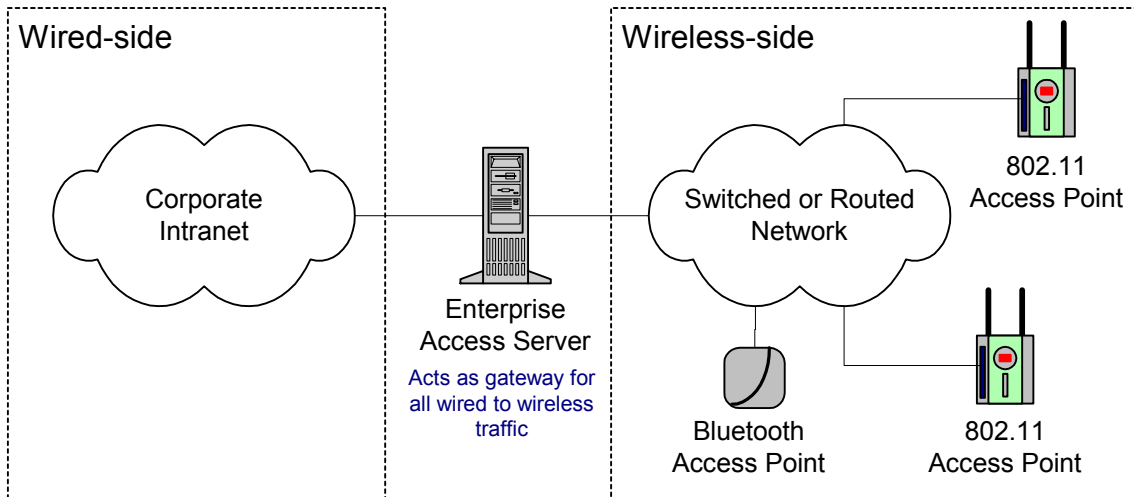 Wired-side
Wireless-side
Corporate
Intranet
Enterprise
Access Server
Acts as gateway for
all wired to wireless
traffic
Switched or Routed
Network
802.11
Access Point
Bluetooth
Access Point
802.11
Access Point